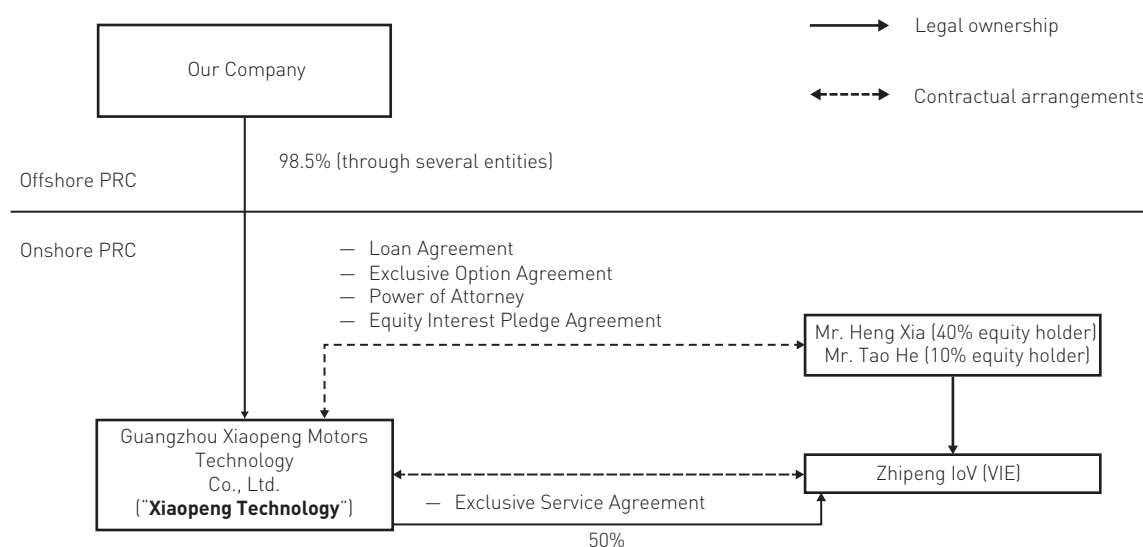 Our Company
Legal ownership
Contractual arrangements
98.5% (through several entities)
Offshore PRC
Onshore PRC
— Loan Agreement
— Exclusive Option Agreement
— Power of Attorney
— Equity Interest Pledge Agreement
Mr. Heng Xia (40% equity holder)
Mr. Tao He (10% equity holder)
Guangzhou Xiaopeng Motors
Technology
Co., Ltd.
(“Xiaopeng Technology”)
Zhipeng IoV (VIE)
— Exclusive Service Agreement
50%